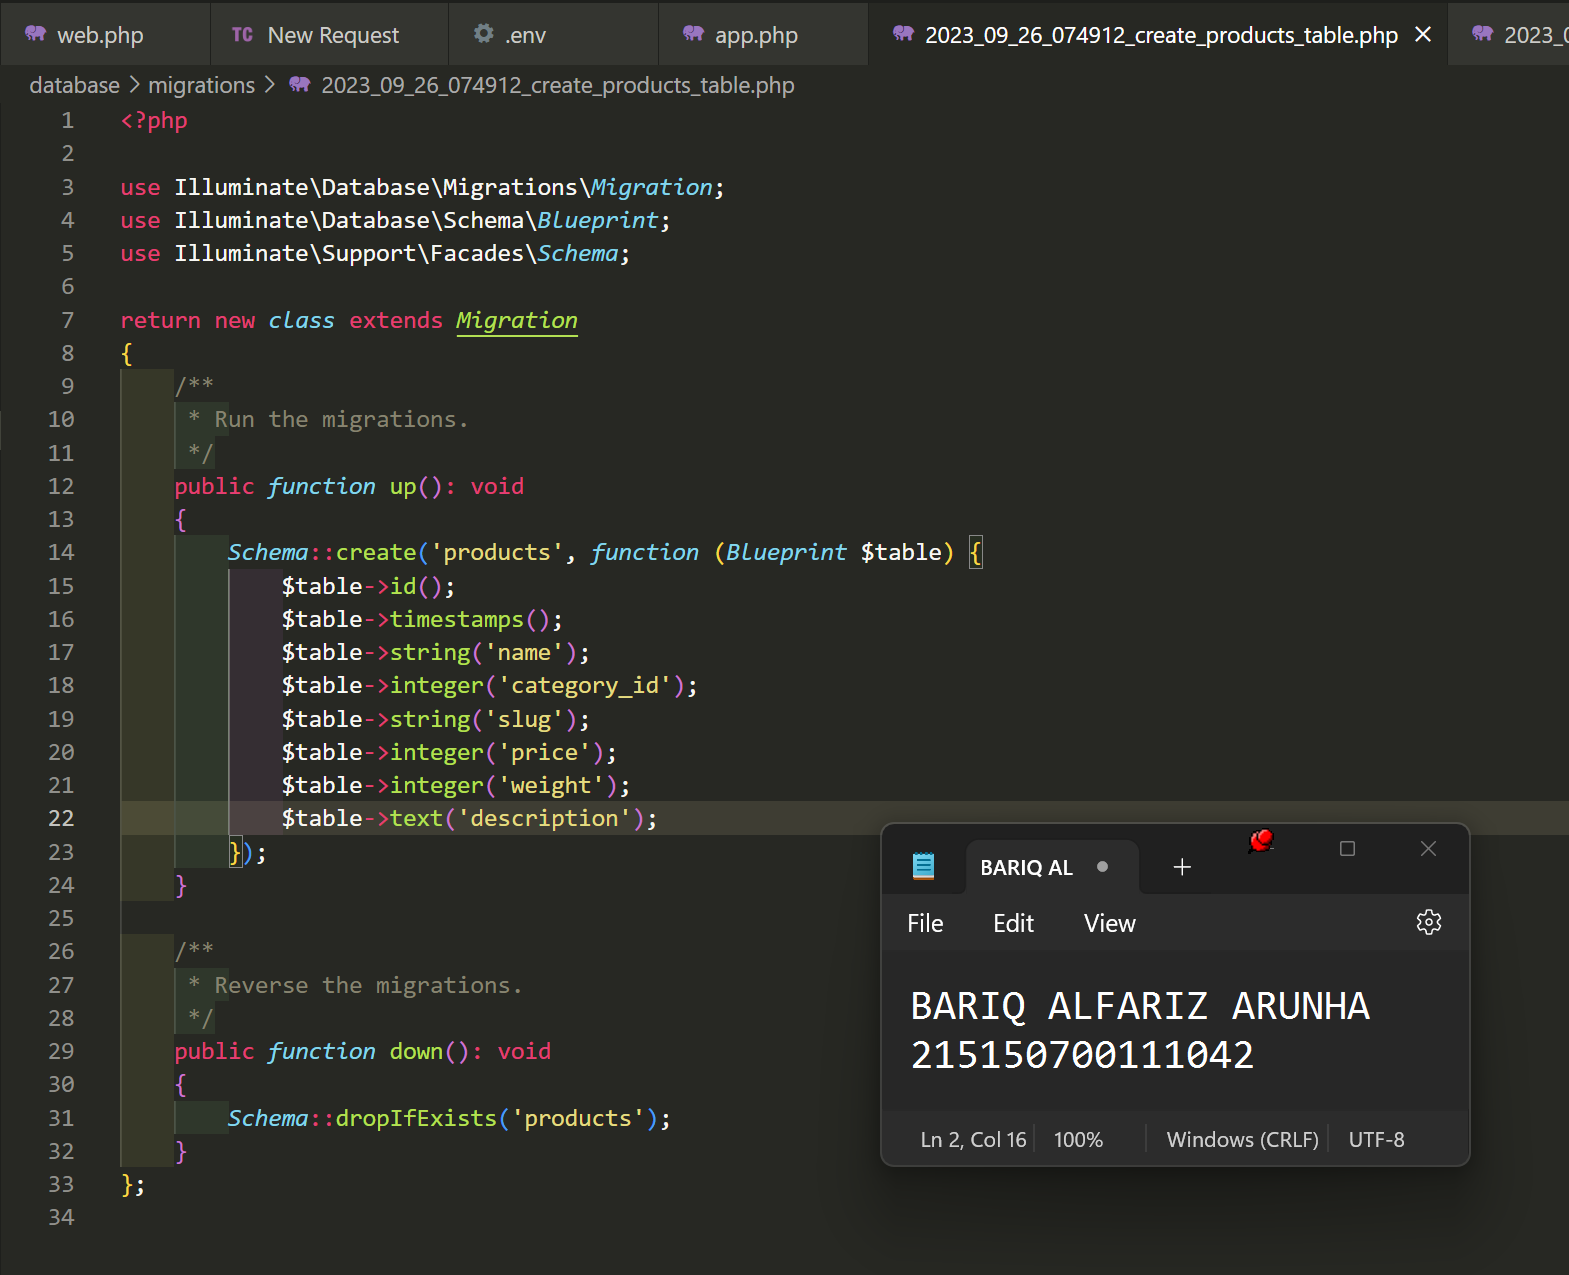 web.php
TC New Request
.env
app.php
2023_09_26_074912_create_products_table.php
2023_0
database > migrations > 2023_09_26_074912_create_products_table.php
1 <?php
2
3 use Illuminate\Database\Migrations\Migration;
4 use Illuminate\Database\Schema\Blueprint;
5 use Illuminate\Support\Facades\Schema;
6
7 return new class extends Migration
8 {
9     /**
10      * Run the migrations.
11      */
12     public function up(): void
13     {
14         Schema::create('products', function (Blueprint $table) {
15             $table->id();
16             $table->timestamps();
17             $table->string('name');
18             $table->integer('category_id');
19             $table->string('slug');
20             $table->integer('price');
21             $table->integer('weight');
22             $table->text('description');
23         });
24     }
25
26     /**
27      * Reverse the migrations.
28      */
29     public function down(): void
30     {
31         Schema::dropIfExists('products');
32     }
33 };
34
BARIQ AL
File Edit View
BARIQ ALFARIZ ARUNHA
215150700111042
Ln 2, Col 16 100% Windows (CRLF) UTF-8